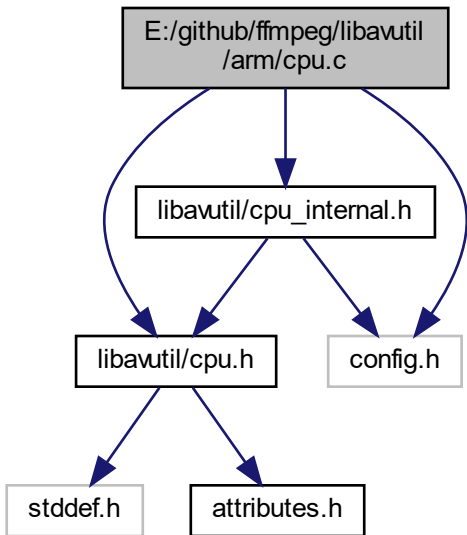 E:/github/ffmpeg/libavutil
/arm/cpu.c
libavutil/cpu_internal.h
libavutil/cpu.h
config.h
stddef.h
attributes.h